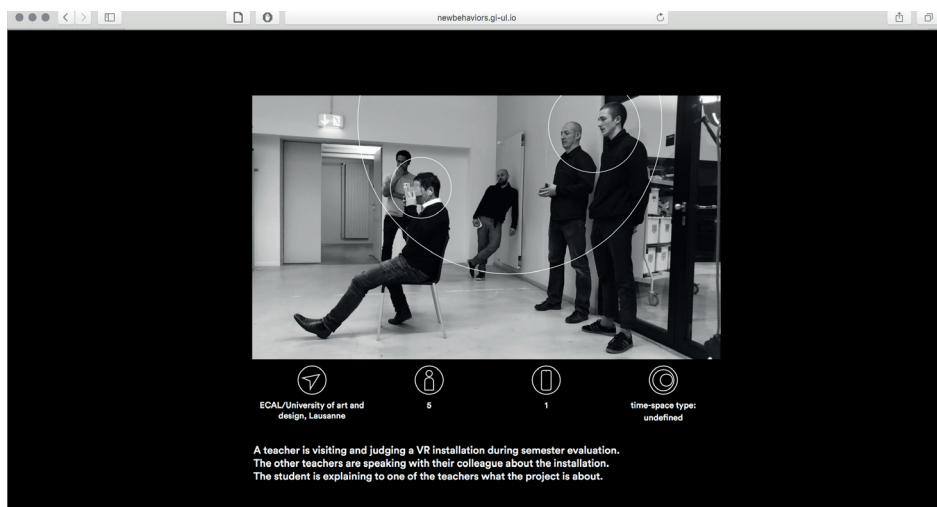 newbehaviors.gi-ul.io
ECAL/University of art and
design, Lausanne
5
1
time-space type:
undefined
A teacher is visiting and judging a VR installation during semester evaluation.
The other teachers are speaking with their colleague about the installation.
The student is explaining to one of the teachers what the project is about.